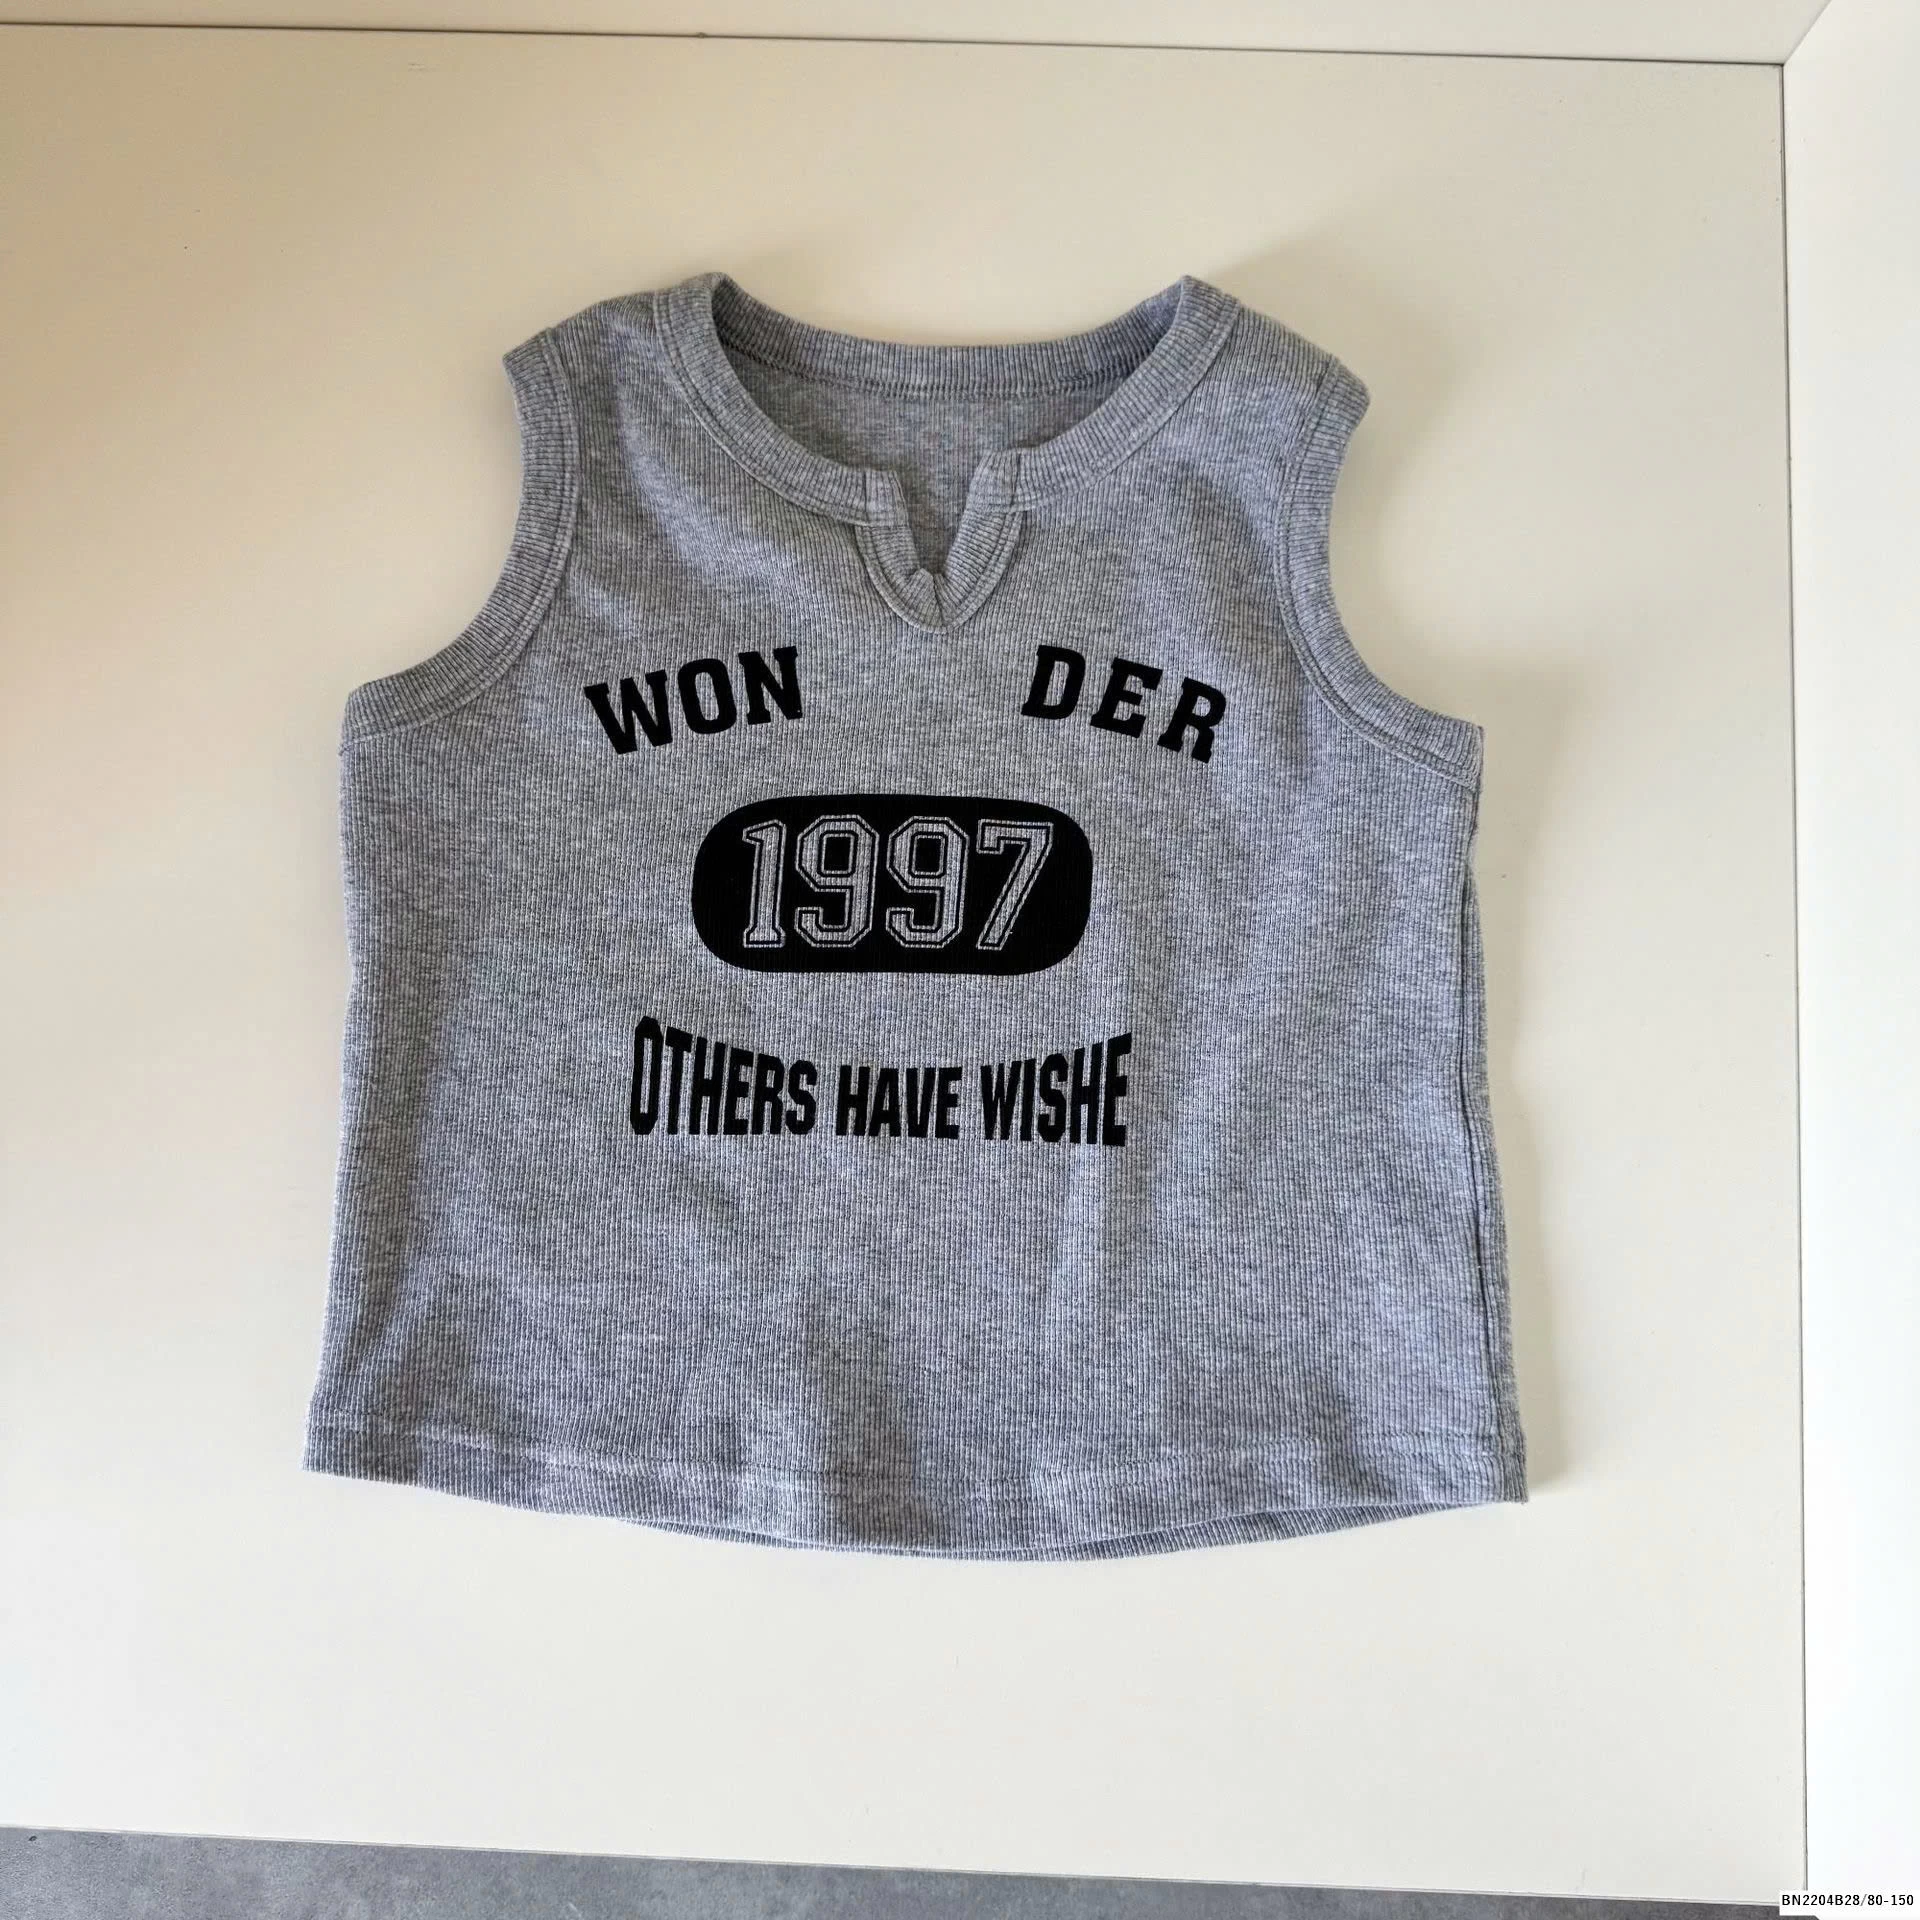 WON DER
1997
OTHERS HAVE WISHE
BN2204B28/80-150